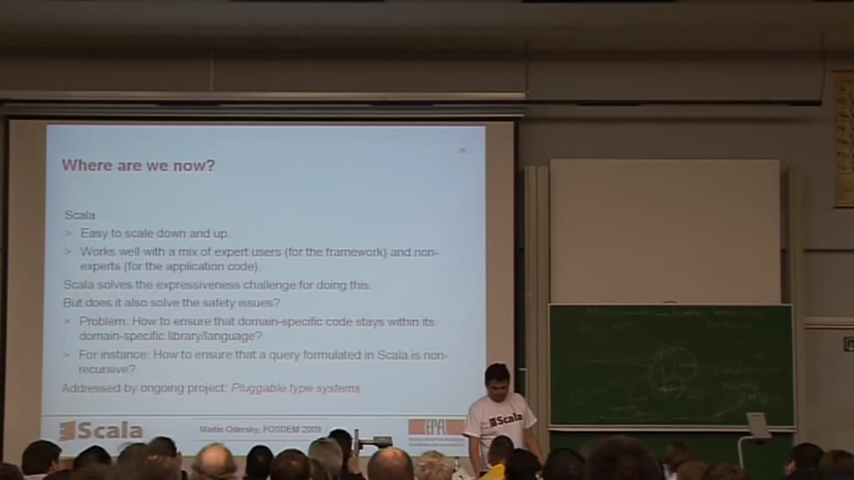 Where are we now?
Scala
> Easy to scale down and up.
> Works well with a mix of expert users (for the framework) and non-
experts (for the application code).
Scala solves the expressiveness challenge for doing this.
But does it also solve the safety issues?
> Problem: How to ensure that domain-specific code stays within its
domain-specific library/language?
> For instance: How to ensure that a query formulated in Scala is non-
recursive?
Addressed by ongoing project: Pluggable type systems
Scala
Martin Odersky, FOSDEM 2009
EPFL
Scala